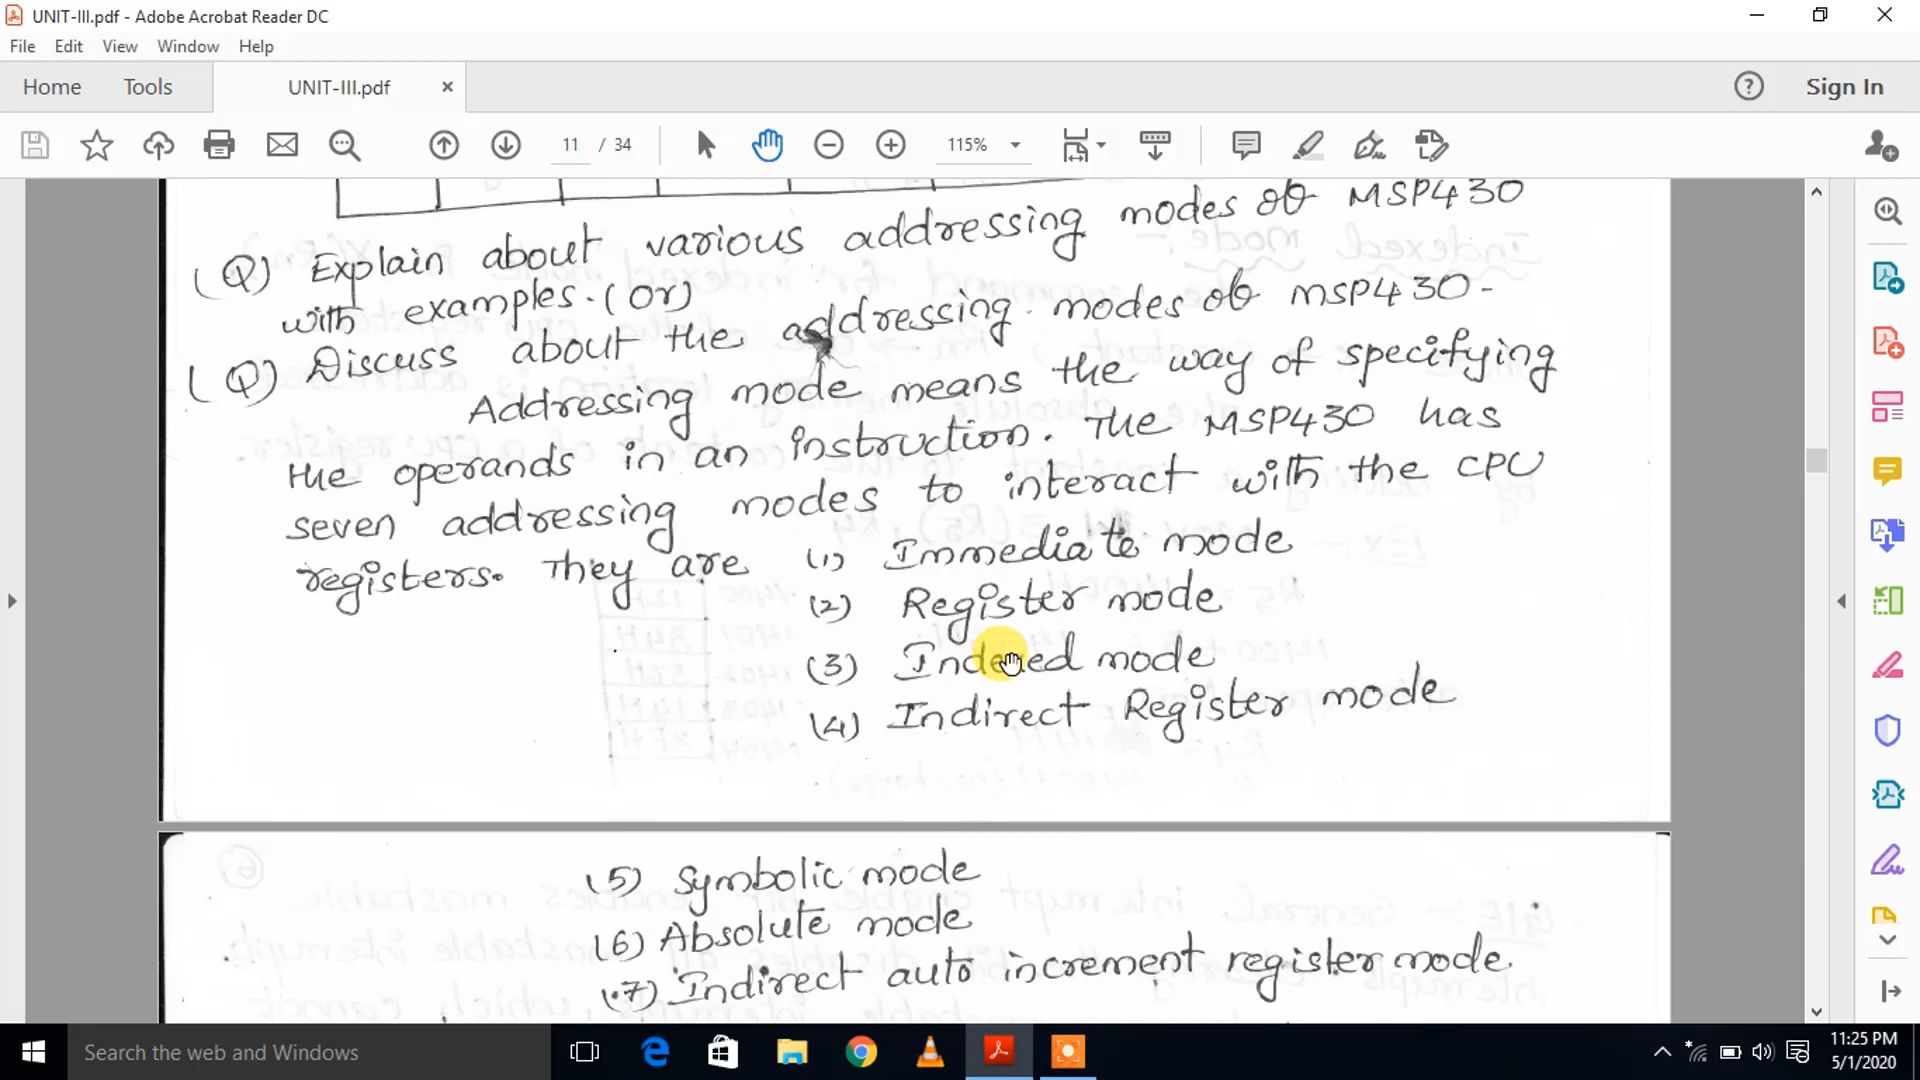 UNIT-III.pdf - Adobe Acrobat Reader DC
File Edit View Window Help
Home Tools UNIT-III.pdf × Sign In
11 / 34 115%
(Q) Explain about various addressing modes of MSP430
with examples. (Or)
(Q) Discuss about the addressing modes of MSP430.
Addressing mode means the way of specifying
the operands in an instruction. The MSP430 has
seven addressing modes to interact with the CPU
registers. They are (1) Immediate mode
(2) Register mode
(3) Indexed mode
(4) Indirect Register mode
(5) Symbolic mode
(6) Absolute mode
(7) Indirect auto increment register mode.
Search the web and Windows
11:25 PM
5/1/2020